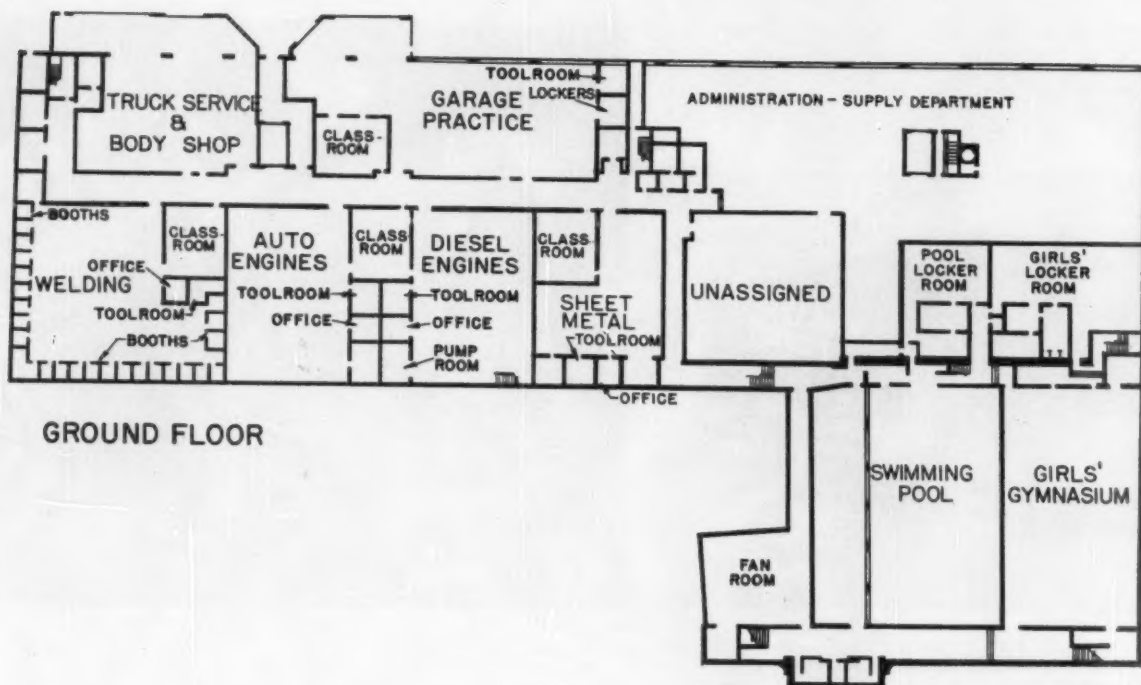 TOOLROOM
LOCKERS
TRUCK SERVICE
&
BODY SHOP
CLASS-
ROOM
GARAGE
PRACTICE
ADMINISTRATION - SUPPLY DEPARTMENT
BOOTHS
CLASS-
ROOM
OFFICE
WELDING
TOOLROOM
BOOTHS
AUTO
ENGINES
TOOLROOM
OFFICE
CLASS-
ROOM
DIESEL
ENGINES
TOOLROOM
OFFICE
PUMP
ROOM
CLASS-
ROOM
SHEET
METAL
TOOLROOM
OFFICE
UNASSIGNED
POOL
LOCKER
ROOM
GIRLS'
LOCKER
ROOM
GROUND FLOOR
SWIMMING
POOL
GIRLS'
GYMNASIUM
FAN
ROOM